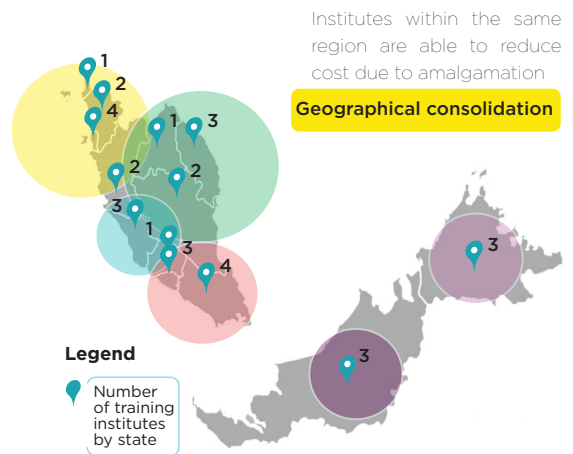 Institutes within the same
region are able to reduce
cost due to amalgamation
Geographical consolidation
1
2
4
1
3
2
2
3
1
3
4
3
3
Legend
Number
of training
institutes
by state